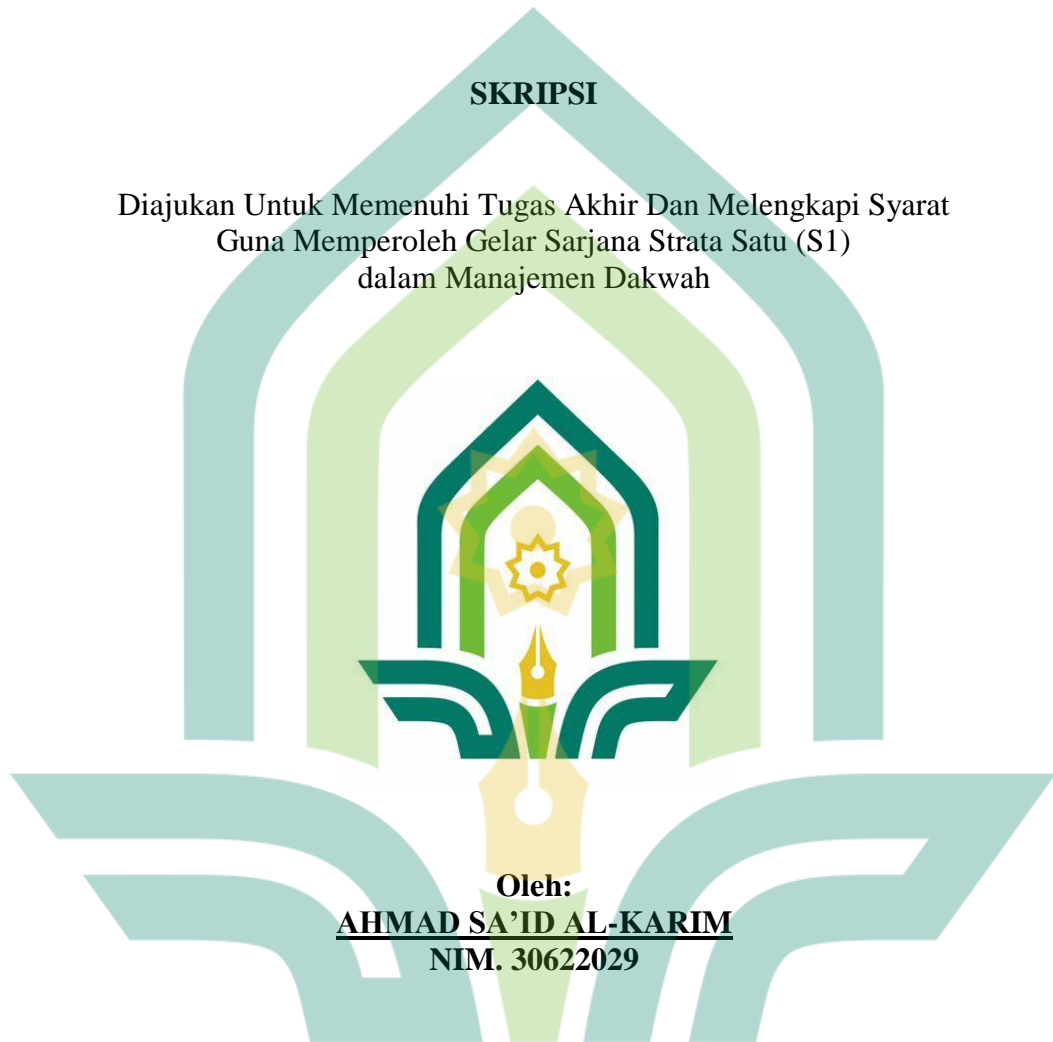 SKRIPSI
Diajukan Untuk Memenuhi Tugas Akhir Dan Melengkapi Syarat
Guna Memperoleh Gelar Sarjana Strata Satu (S1)
dalam Manajemen Dakwah
Oleh:
AHMAD SA’ID AL-KARIM
NIM. 30622029